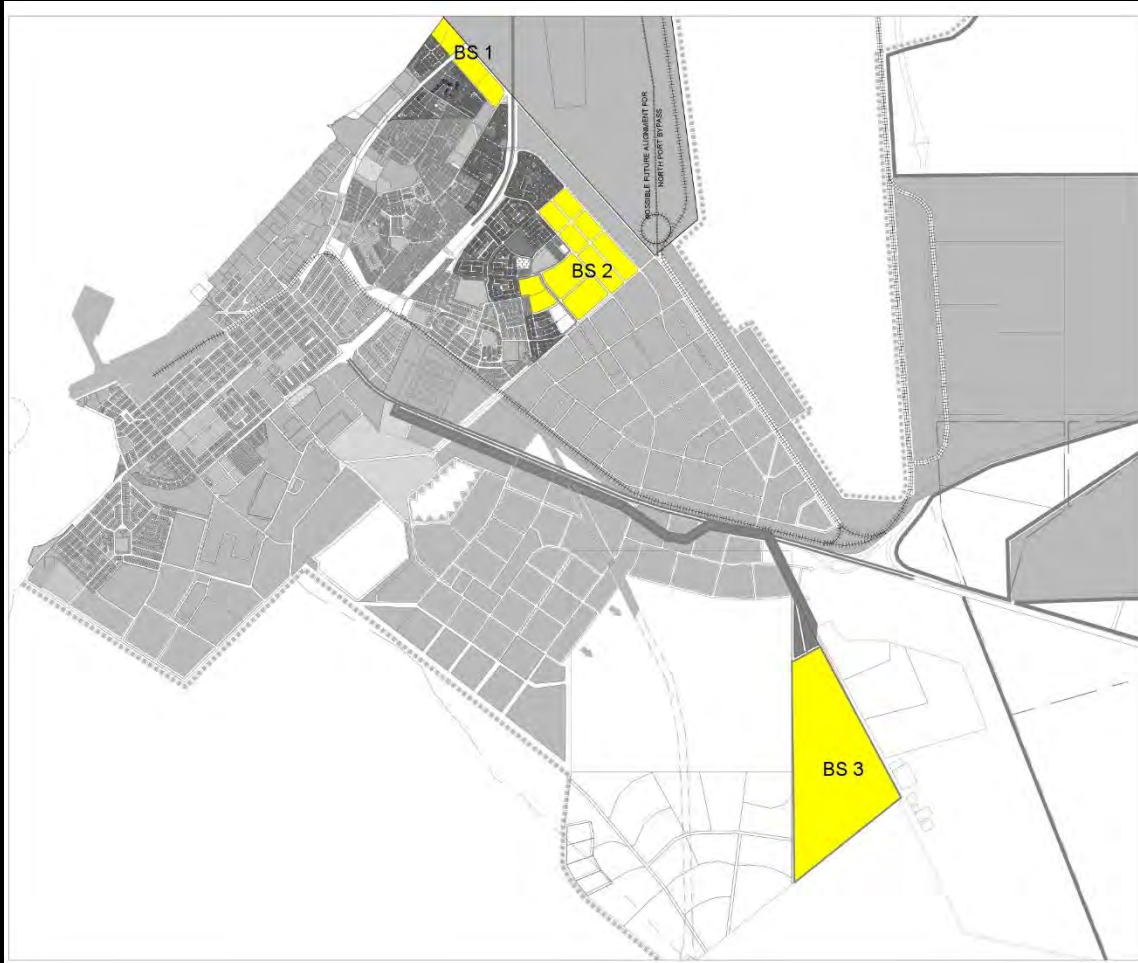 BS 1
POSSIBLE FUTURE ALIGNMENT FOR
NORTH PORT BYPASS
BS 2
BS 3